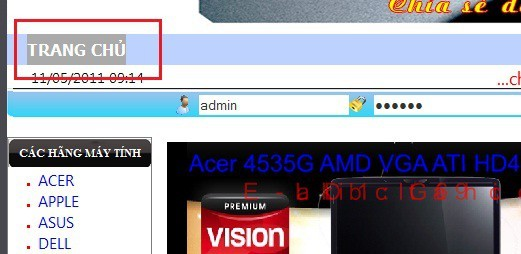 Chia sẻ
TRANG CHỦ
11/05/2011 09:14
...c
admin
●●●●●●
CÁC HÃNG MÁY TÍNH
ACER
APPLE
ASUS
DELL
Acer 4535G AMD VGA ATI HD4
PREMIUM
VISION